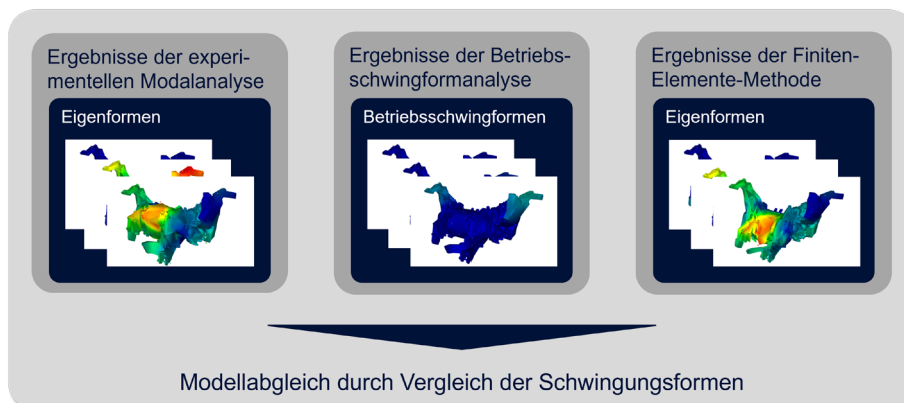 Ergebnisse der experi-
mentellen Modalanalyse
Eigenformen
Ergebnisse der Betriebs-
schwingformanalyse
Betriebsschwingformen
Ergebnisse der Finiten-
Elemente-Methode
Eigenformen
Modellabgleich durch Vergleich der Schwingungsformen